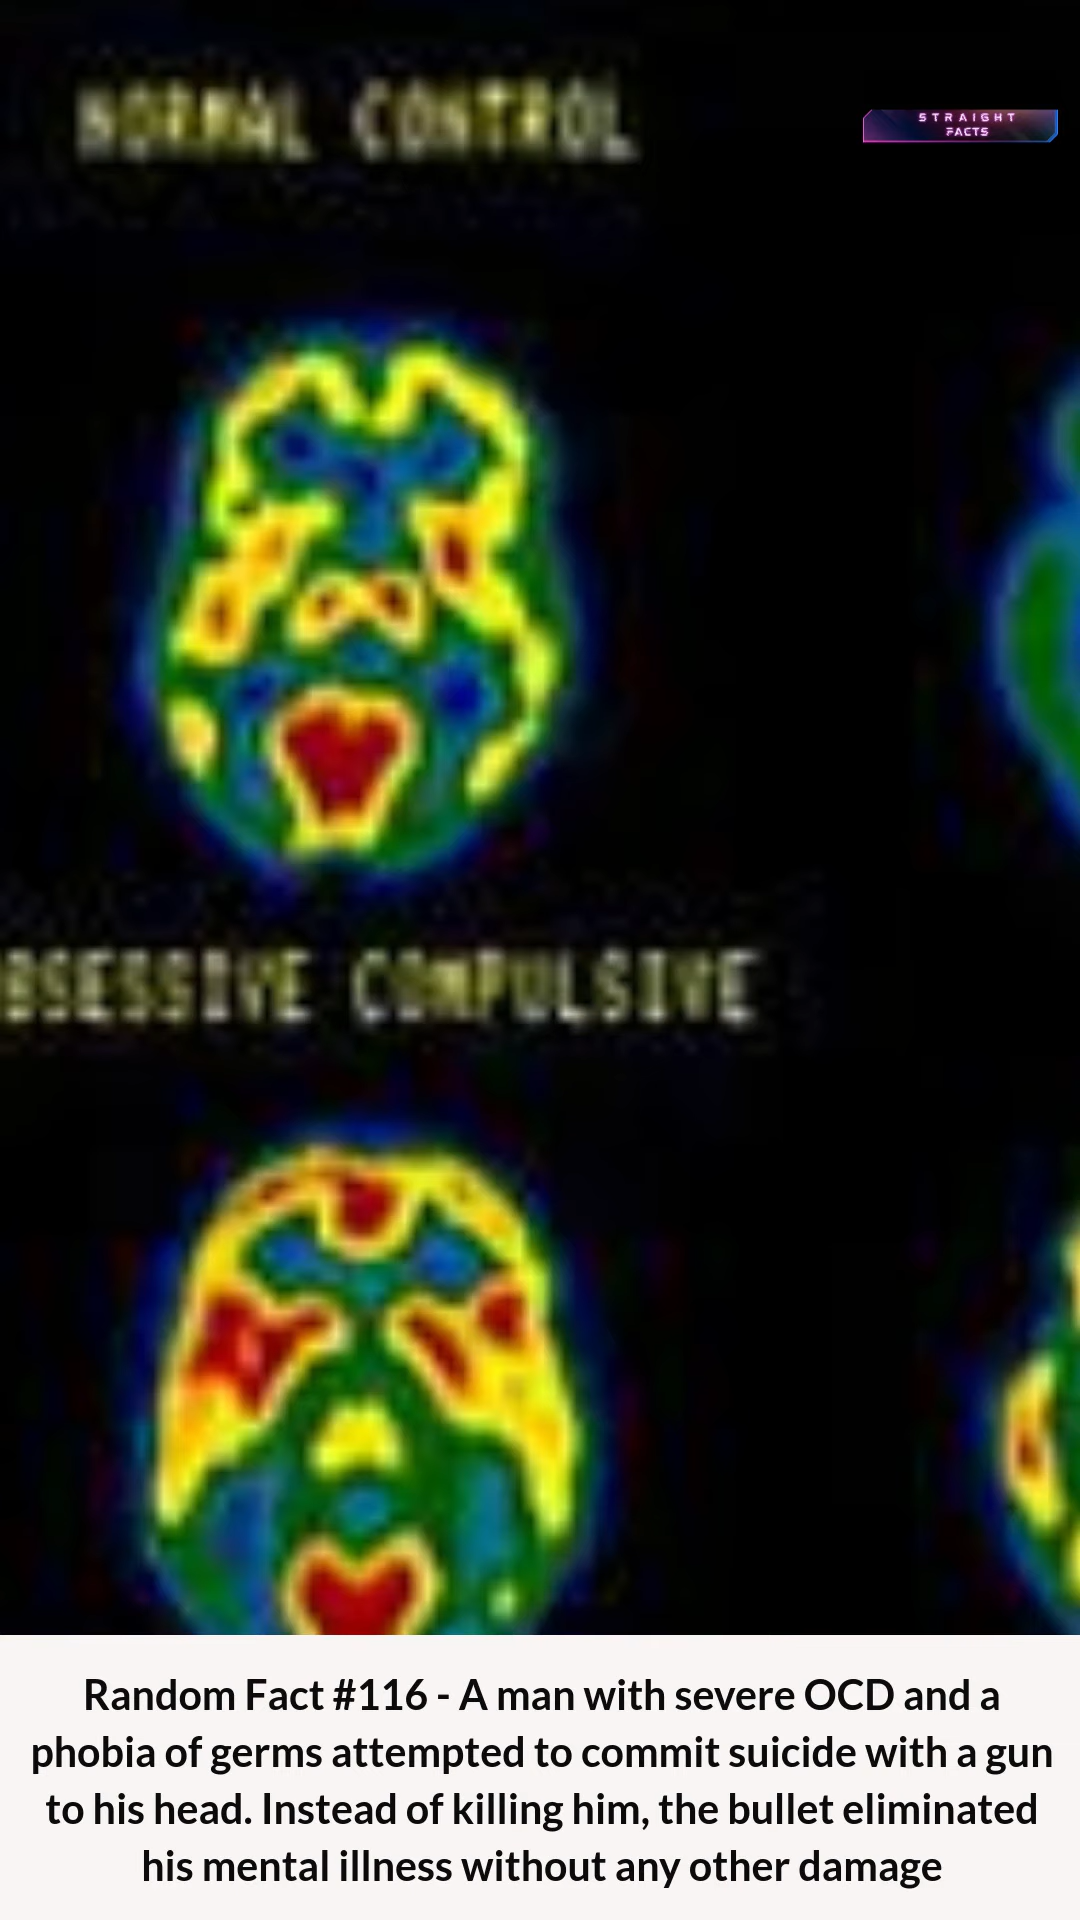 NORMAL CONTROL
STRAIGHT
FACTS
BSESSIVE COMPULSIVE
Random Fact #116 - A man with severe OCD and a
phobia of germs attempted to commit suicide with a gun
to his head. Instead of killing him, the bullet eliminated
his mental illness without any other damage